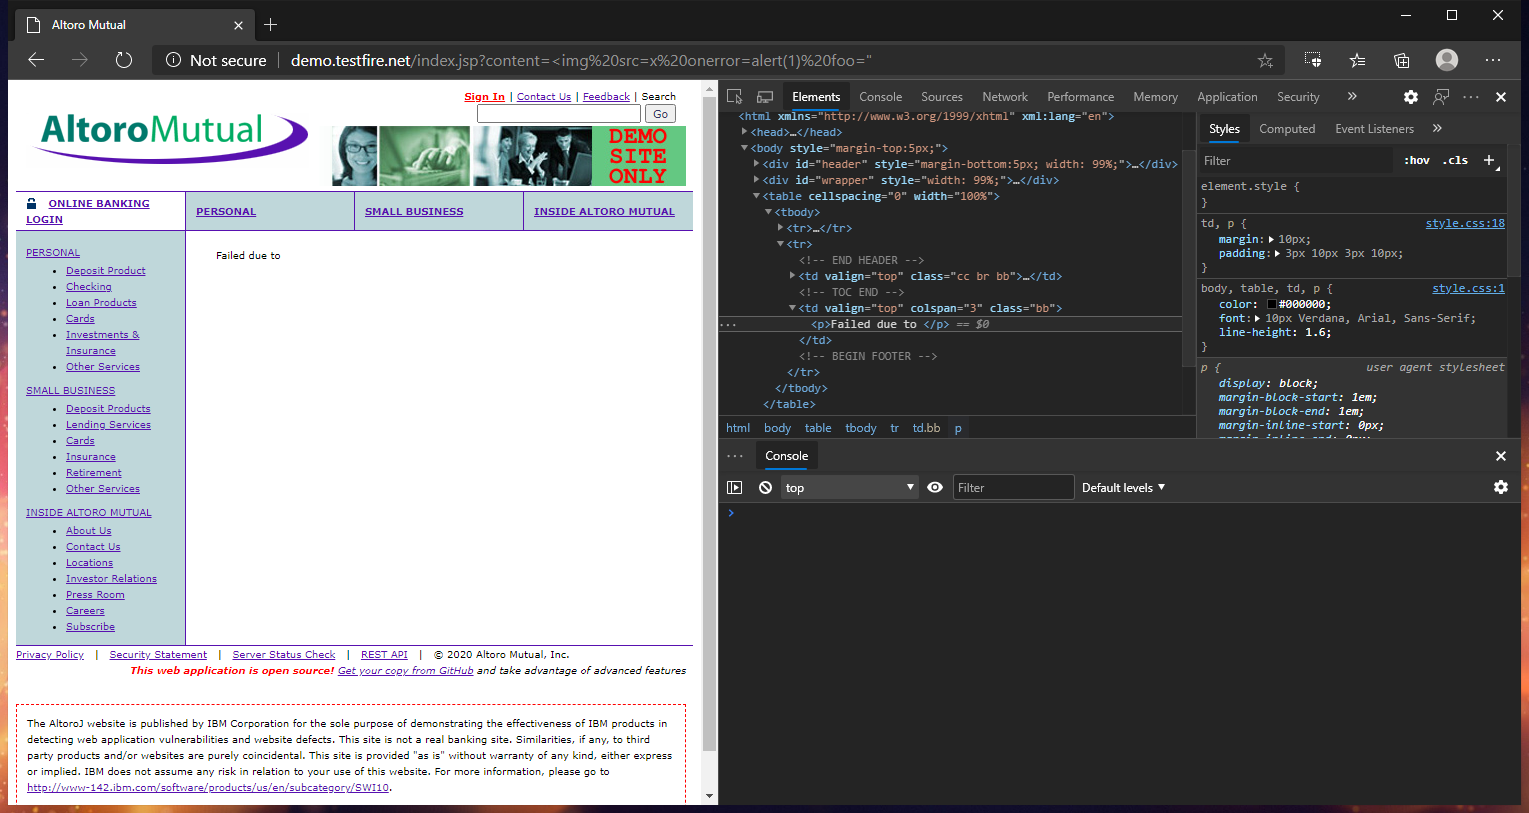 Altoro Mutual
Not secure | demo.testfire.net/index.jsp?content=<img%20src=x%20onerror=alert(1)%20foo="
Sign In | Contact Us | Feedback | Search
Go
AltoroMutual
DEMO
SITE
ONLY
ONLINE BANKING
LOGIN
PERSONAL
SMALL BUSINESS
INSIDE ALTORO MUTUAL
PERSONAL
• Deposit Product
• Checking
• Loan Products
• Cards
• Investments &
Insurance
• Other Services
SMALL BUSINESS
• Deposit Products
• Lending Services
• Cards
• Insurance
• Retirement
• Other Services
INSIDE ALTORO MUTUAL
• About Us
• Contact Us
• Locations
• Investor Relations
• Press Room
• Careers
• Subscribe
Failed due to
Privacy Policy | Security Statement | Server Status Check | REST API | © 2020 Altoro Mutual, Inc.
This web application is open source! Get your copy from GitHub and take advantage of advanced features
The AltoroJ website is published by IBM Corporation for the sole purpose of demonstrating the effectiveness of IBM products in
detecting web application vulnerabilities and website defects. This site is not a real banking site. Similarities, if any, to third
party products and/or websites are purely coincidental. This site is provided "as is" without warranty of any kind, either express
or implied. IBM does not assume any risk in relation to your use of this website. For more information, please go to
http://www-142.ibm.com/software/products/us/en/subcategory/SWI10.
Elements Console Sources Network Performance Memory Application Security »
<html xmlns="http://www.w3.org/1999/xhtml" xml:lang="en">
<head>…</head>
<body style="margin-top:5px;">
<div id="header" style="margin-bottom:5px; width: 99%;">…</div>
<div id="wrapper" style="width: 99%;">…</div>
<table cellspacing="0" width="100%">
<tbody>
<tr>…</tr>
<tr>
<!-- END HEADER -->
<td valign="top" class="cc br bb">…</td>
<!-- TOC END -->
<td valign="top" colspan="3" class="bb">
<p>Failed due to </p> == $0
</td>
<!-- BEGIN FOOTER -->
</tr>
</tbody>
</table>
html body table tbody tr td.bb p
Styles Computed Event Listeners »
Filter :hov .cls +
element.style {
}
td, p { style.css:18
margin: 10px;
padding: 3px 10px 3px 10px;
}
body, table, td, p { style.css:1
color: #000000;
font: 10px Verdana, Arial, Sans-Serif;
line-height: 1.6;
}
p { user agent stylesheet
display: block;
margin-block-start: 1em;
margin-block-end: 1em;
margin-inline-start: 0px;
margin-inline-end: 0px;
Console
top Filter Default levels